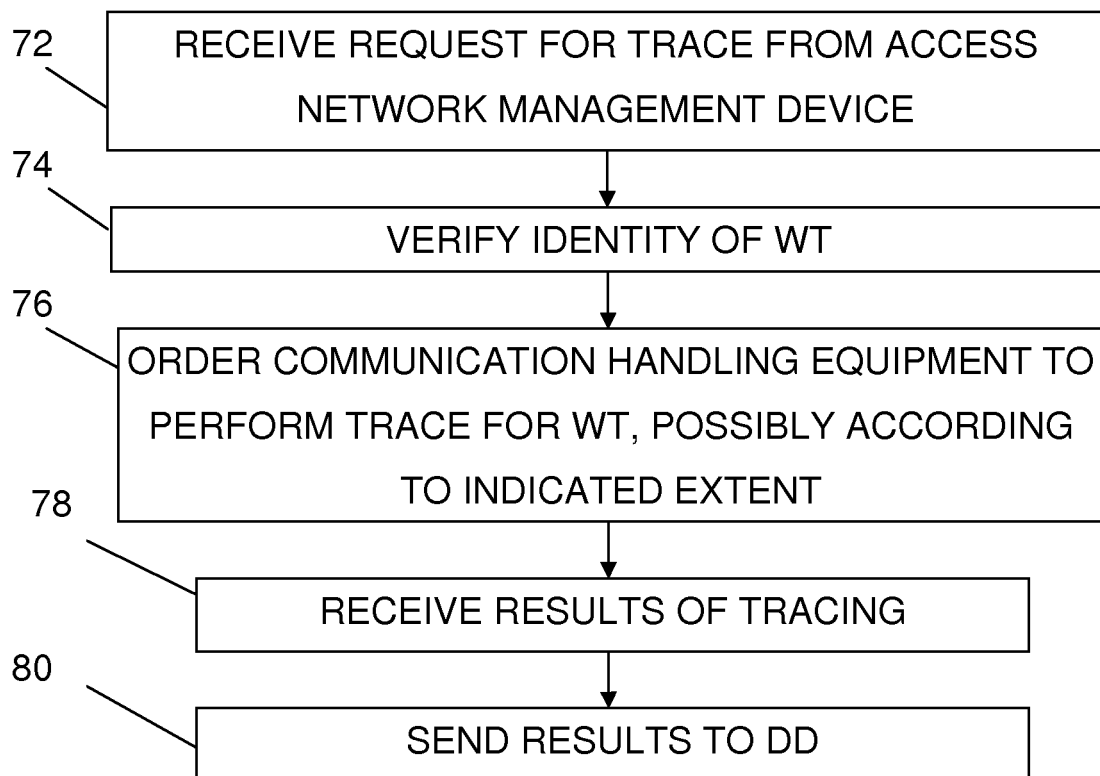 72
RECEIVE REQUEST FOR TRACE FROM ACCESS
NETWORK MANAGEMENT DEVICE
74
VERIFY IDENTITY OF WT
76
ORDER COMMUNICATION HANDLING EQUIPMENT TO
PERFORM TRACE FOR WT, POSSIBLY ACCORDING
TO INDICATED EXTENT
78
RECEIVE RESULTS OF TRACING
80
SEND RESULTS TO DD